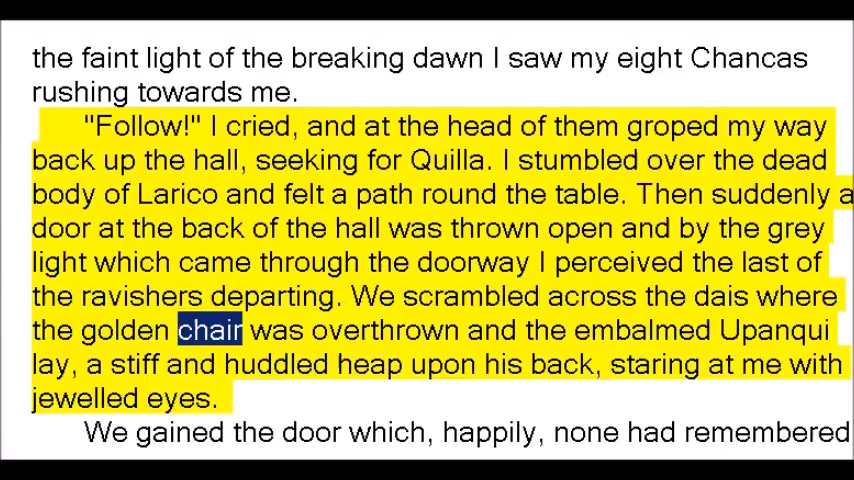 the faint light of the breaking dawn I saw my eight Chancas
rushing towards me.
"Follow!" I cried, and at the head of them groped my way
back up the hall, seeking for Quilla. I stumbled over the dead
body of Larico and felt a path round the table. Then suddenly a
door at the back of the hall was thrown open and by the grey
light which came through the doorway I perceived the last of
the ravishers departing. We scrambled across the dais where
the golden chair was overthrown and the embalmed Upanqui
lay, a stiff and huddled heap upon his back, staring at me with
jewelled eyes.
We gained the door which, happily, none had remembered